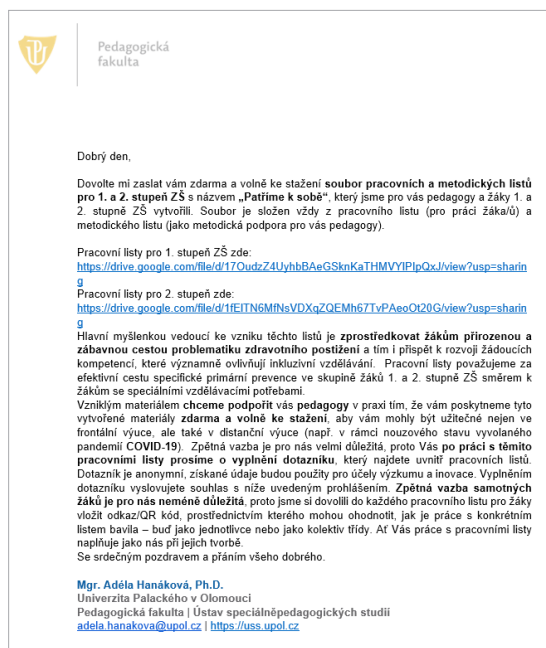 Pedagogická
fakulta
Dobrý den,
Dovolte mi zaslat vám zdarma a volně ke stažení soubor pracovních a metodických listů
pro 1. a 2. stupeň ZŠ s názvem „Patříme k sobě“, který jsme pro vás pedagogy a žáky 1. a
2. stupně ZŠ vytvořili. Soubor je složen vždy z pracovního listu (pro práci žáka/ů) a
metodického listu (jako metodická podpora pro vás pedagogy).
Pracovní listy pro 1. stupeň ZŠ zde:
https://drive.google.com/file/d/17OudzZ4UyhbBAeGSknKaTHMVYIPIpQxJ/view?usp=sharin
g
Pracovní listy pro 2. stupeň zde:
https://drive.google.com/file/d/1fEITN6MfNsVDXqZQEMh67TvPAeoOt20G/view?usp=sharin
g
Hlavní myšlenkou vedoucí ke vzniku těchto listů je zprostředkovat žákům přirozenou a
zábavnou cestou problematiku zdravotního postižení a tím i přispět k rozvoji žádoucích
kompetencí, které významně ovlivňují inkluzivní vzdělávání. Pracovní listy považujeme za
efektivní cestu specifické primární prevence ve skupině žáků 1. a 2. stupně ZŠ směrem k
žákům se speciálními vzdělávacími potřebami.
Vzniklým materiálem chceme podpořit vás pedagogy v praxi tím, že vám poskytneme tyto
vytvořené materiály zdarma a volně ke stažení, aby vám mohly být užitečné nejen ve
frontální výuce, ale také v distanční výuce (např. v rámci nouzového stavu vyvolaného
pandemií COVID-19). Zpětná vazba je pro nás velmi důležitá, proto Vás po práci s těmito
pracovními listy prosíme o vyplnění dotazníku, který najdete uvnitř pracovních listů.
Dotazník je anonymní, získané údaje budou použity pro účely výzkumu a inovace. Vyplněním
dotazníku vyslovujete souhlas s níže uvedeným prohlášením. Zpětná vazba samotných
žáků je pro nás neméně důležitá, proto jsme si dovolili do každého pracovního listu pro žáky
vložit odkaz/QR kód, prostřednictvím kterého mohou ohodnotit, jak je práce s konkrétním
listem bavila – buď jako jednotlivce nebo jako kolektiv třídy. Ať Vás práce s pracovními listy
naplňuje jako nás při jejich tvorbě.
Se srdečným pozdravem a přáním všeho dobrého.
Mgr. Adéla Hanáková, Ph.D.
Univerzita Palackého v Olomouci
Pedagogická fakulta | Ústav speciálněpedagogických studií
adela.hanakova@upol.cz | https://uss.upol.cz